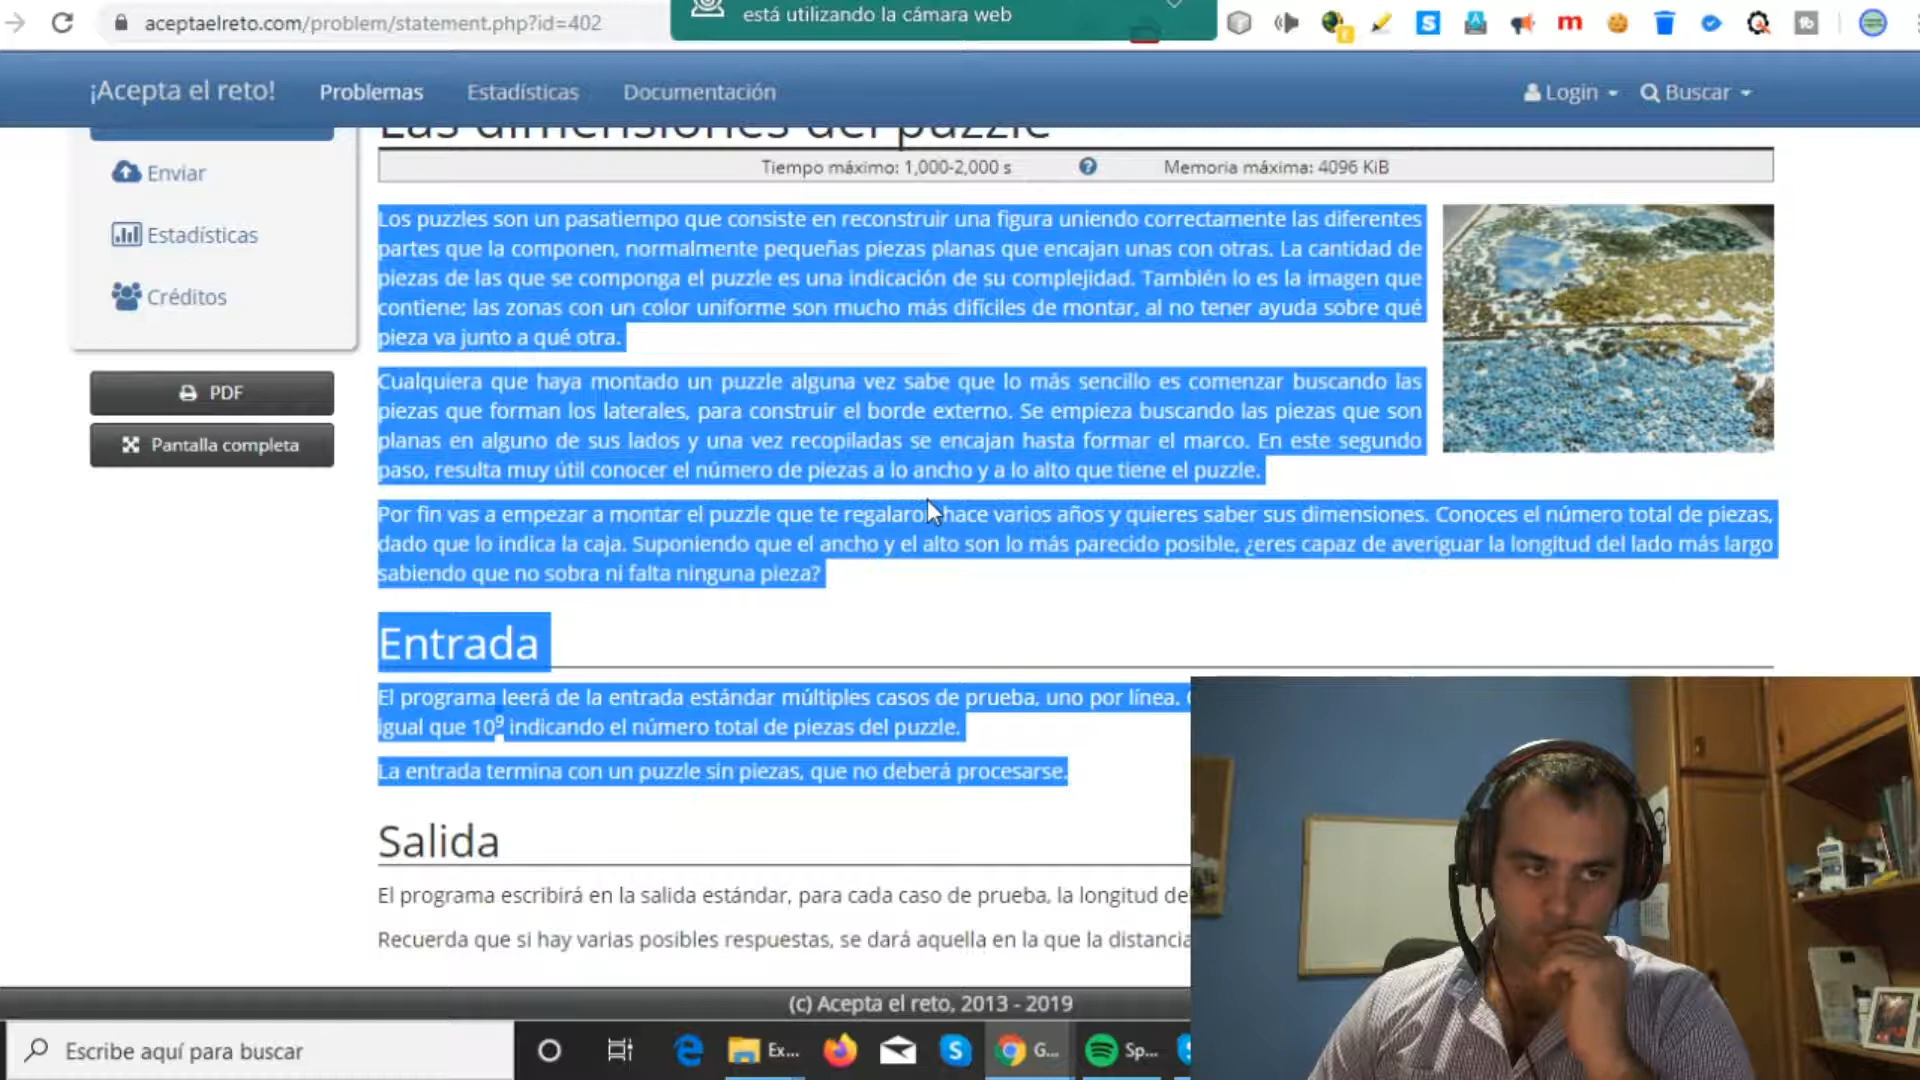 aceptaelreto.com/problem/statement.php?id=402
está utilizando la cámara web
¡Acepta el reto!
Problemas
Estadísticas
Documentación
Login
Buscar
Las dimensiones del puzzle
Tiempo máximo: 1,000-2,000 s
Memoria máxima: 4096 KiB
Enviar
Estadísticas
Créditos
PDF
Pantalla completa
Los puzzles son un pasatiempo que consiste en reconstruir una figura uniendo correctamente las diferentes
partes que la componen, normalmente pequeñas piezas planas que encajan unas con otras. La cantidad de
piezas de las que se componga el puzzle es una indicación de su complejidad. También lo es la imagen que
contiene; las zonas con un color uniforme son mucho más difíciles de montar, al no tener ayuda sobre qué
pieza va junto a qué otra.
Cualquiera que haya montado un puzzle alguna vez sabe que lo más sencillo es comenzar buscando las
piezas que forman los laterales, para construir el borde externo. Se empieza buscando las piezas que son
planas en alguno de sus lados y una vez recopiladas se encajan hasta formar el marco. En este segundo
paso, resulta muy útil conocer el número de piezas a lo ancho y a lo alto que tiene el puzzle.
Por fin vas a empezar a montar el puzzle que te regalaron hace varios años y quieres saber sus dimensiones. Conoces el número total de piezas,
dado que lo indica la caja. Suponiendo que el ancho y el alto son lo más parecido posible, ¿eres capaz de averiguar la longitud del lado más largo
sabiendo que no sobra ni falta ninguna pieza?
Entrada
El programa leerá de la entrada estándar múltiples casos de prueba, uno por línea.
igual que 10⁹ indicando el número total de piezas del puzzle.
La entrada termina con un puzzle sin piezas, que no deberá procesarse.
Salida
El programa escribirá en la salida estándar, para cada caso de prueba, la longitud de
Recuerda que si hay varias posibles respuestas, se dará aquella en la que la distancia
(c) Acepta el reto, 2013 - 2019
Escribe aquí para buscar
Ex...
G...
Sp...